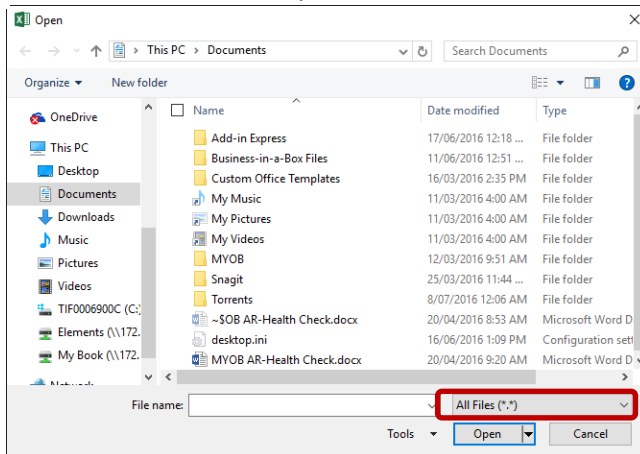 Open
This PC > Documents
Search Documents
Organize
New folder
Name
Date modified
Type
OneDrive
This PC
Desktop
Documents
Downloads
Music
Pictures
Videos
TIF0006900C (C:)
Elements (\\172.
My Book (\\172.
Network
Add-in Express 17/06/2016 12:18 ... File folder
Business-in-a-Box Files 11/06/2016 12:51 ... File folder
Custom Office Templates 16/03/2016 2:35 PM File folder
My Music 11/03/2016 4:00 AM File folder
My Pictures 11/03/2016 4:00 AM File folder
My Videos 11/03/2016 4:00 AM File folder
MYOB 12/03/2016 9:51 AM File folder
Snagit 25/03/2016 11:44 ... File folder
Torrents 8/07/2016 12:06 AM File folder
~$OB AR-Health Check.docx 20/04/2016 8:53 AM Microsoft Word D
desktop.ini 16/06/2016 1:09 PM Configuration sett
MYOB AR-Health Check.docx 20/04/2016 9:20 AM Microsoft Word D
File name:
All Files (*.*)
Tools
Open
Cancel